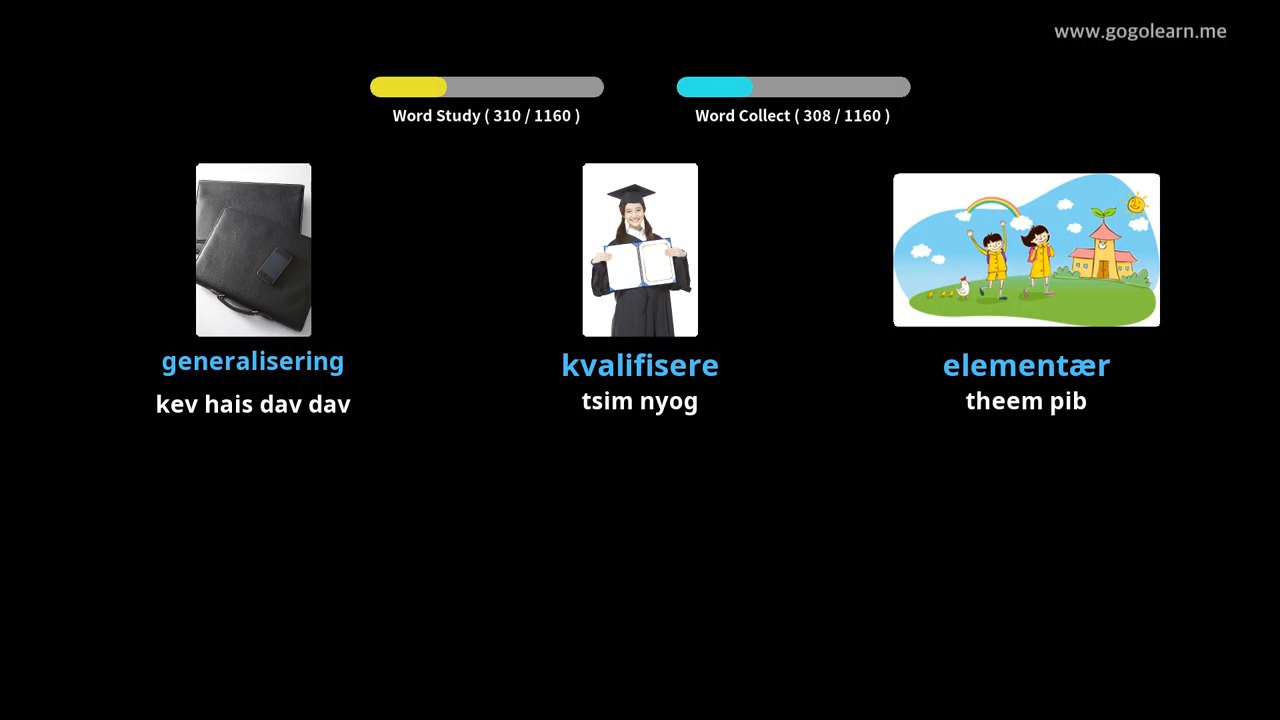 www.gogolearn.me
Word Study ( 310 / 1160 )
Word Collect ( 308 / 1160 )
generalisering
kev hais dav dav
kvalifisere
tsim nyog
elementær
theem pib